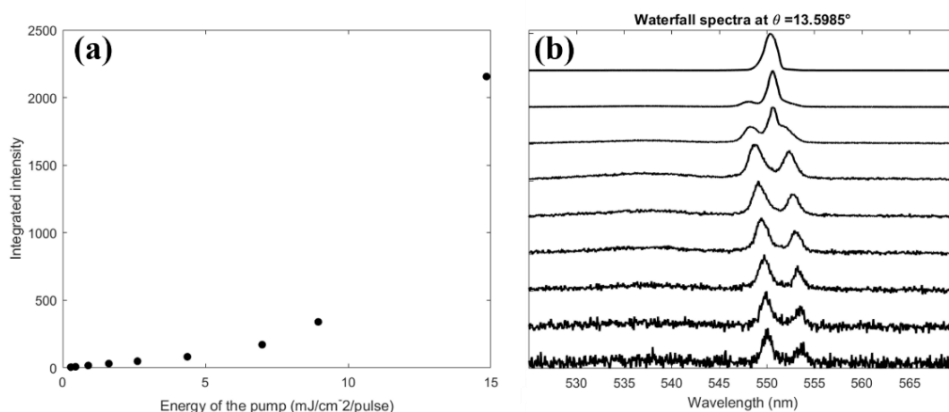 (a)
2500
2000
1500
1000
500
0
Integrated intensity
0 5 10 15
Energy of the pump (mJ/cm^-2/pulse)
Waterfall spectra at θ =13.5985°
(b)
530 535 540 545 550 555 560 565
Wavelength (nm)